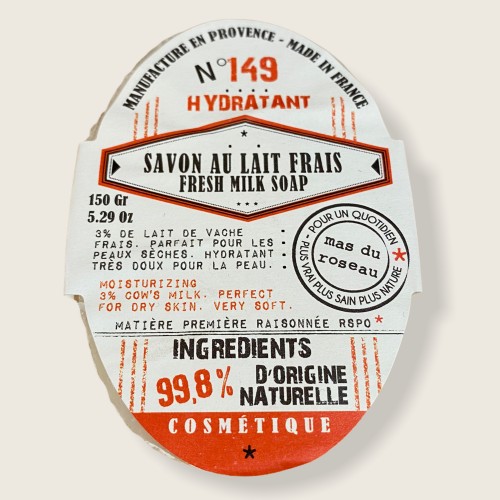 MANUFACTURE EN PROVENCE - MADE IN FRANCE
N°149
HYDRATANT
SAVON AU LAIT FRAIS
FRESH MILK SOAP
150 Gr
5.29 Oz
3% DE LAIT DE VACHE
FRAIS. PARFAIT POUR LES
PEAUX SÈCHES. HYDRATANT
TRÈS DOUX POUR LA PEAU.
- POUR UN QUOTIDIEN -
PLUS VRAI PLUS SAIN PLUS NATURE
mas du
roseau
MOISTURIZING
3% COW'S MILK. PERFECT
FOR DRY SKIN. VERY SOFT.
MATIÈRE PREMIÈRE RAISONNÉE RSPO*
INGREDIENTS
99,8% D'ORIGINE
NATURELLE
COSMÉTIQUE